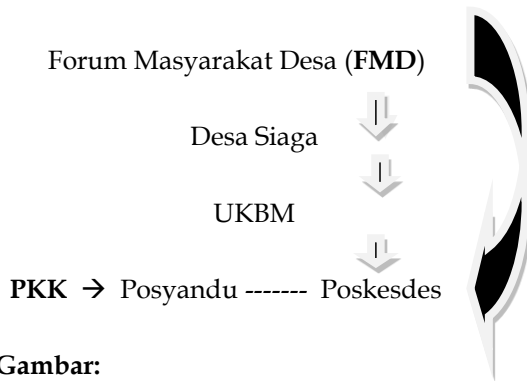 Forum Masyarakat Desa (FMD)
Desa Siaga
UKBM
PKK → Posyandu ------- Poskesdes
Gambar: